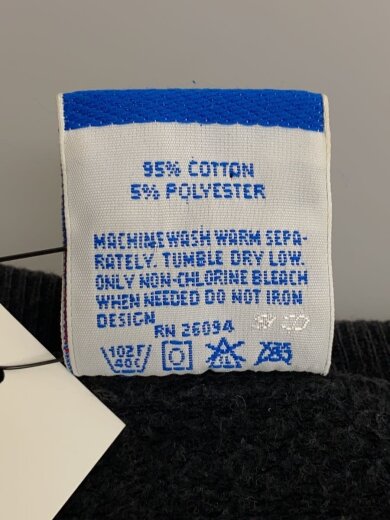 95% COTTON
5% POLYESTER
MACHINE WASH WARM SEPA-
RATELY. TUMBLE DRY LOW.
ONLY NON-CHLORINE BLEACH
WHEN NEEDED DO NOT IRON
DESIGN
RN 26094
102F
40C